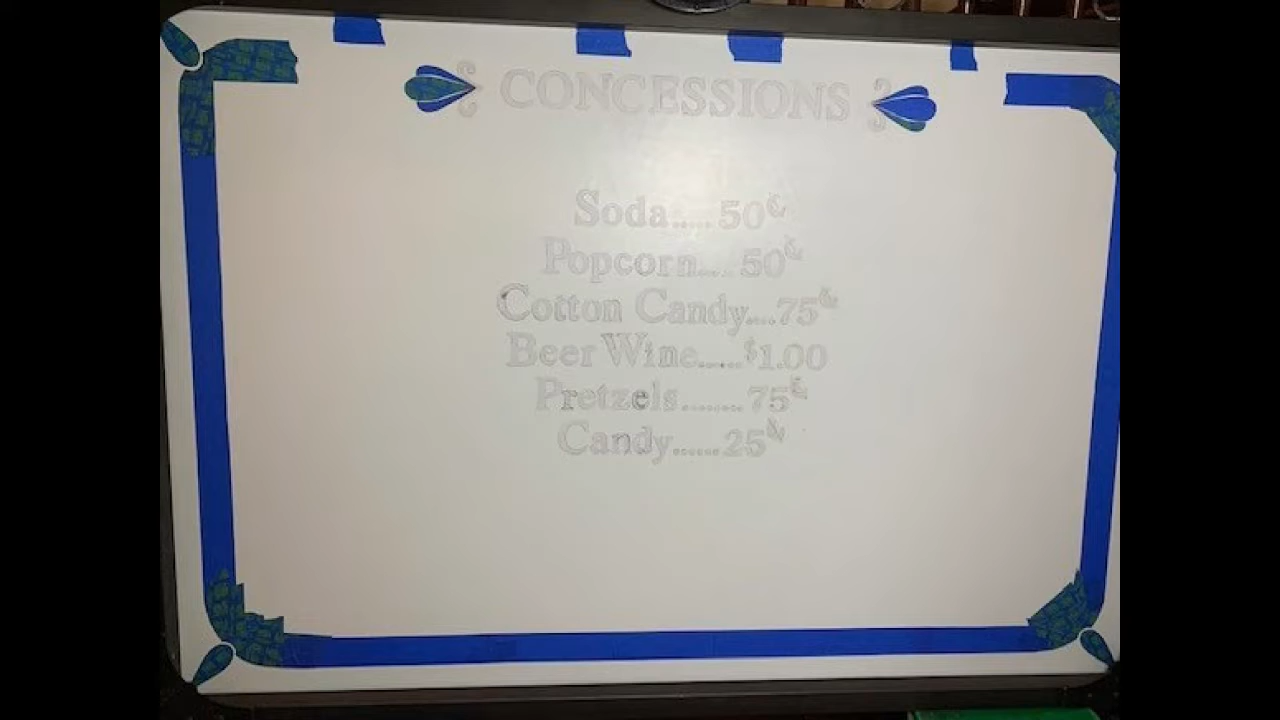 CONCESSIONS
Soda..... 50¢
Popcorn.... 50¢
Cotton Candy....75¢
Beer Wine......$1.00
Pretzels........ 75¢
Candy...... 25¢